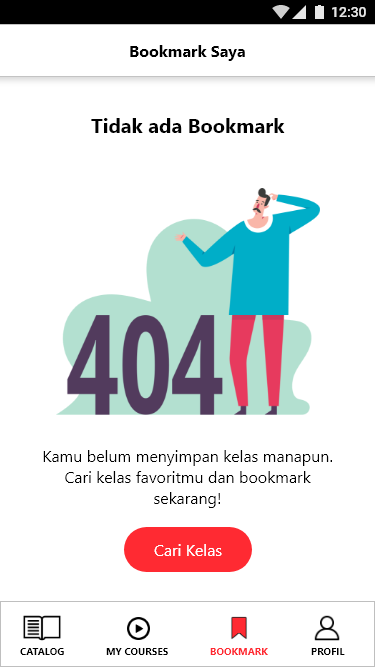 12:30
Bookmark Saya
Tidak ada Bookmark
404
Kamu belum menyimpan kelas manapun.
Cari kelas favoritmu dan bookmark
sekarang!
Cari Kelas
CATALOG MY COURSES BOOKMARK PROFIL